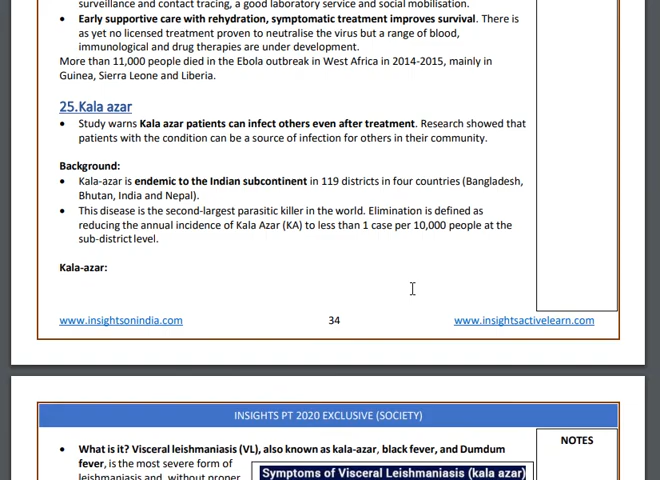 surveillance and contact tracing, a good laboratory service and social mobilisation.
• Early supportive care with rehydration, symptomatic treatment improves survival. There is
as yet no licensed treatment proven to neutralise the virus but a range of blood,
immunological and drug therapies are under development.
More than 11,000 people died in the Ebola outbreak in West Africa in 2014-2015, mainly in
Guinea, Sierra Leone and Liberia.
25.Kala azar
• Study warns Kala azar patients can infect others even after treatment. Research showed that
patients with the condition can be a source of infection for others in their community.
Background:
• Kala-azar is endemic to the Indian subcontinent in 119 districts in four countries (Bangladesh,
Bhutan, India and Nepal).
• This disease is the second-largest parasitic killer in the world. Elimination is defined as
reducing the annual incidence of Kala Azar (KA) to less than 1 case per 10,000 people at the
sub-district level.
Kala-azar:
www.insightsonindia.com 34 www.insightsactivelearn.com
INSIGHTS PT 2020 EXCLUSIVE (SOCIETY)
NOTES
• What is it? Visceral leishmaniasis (VL), also known as kala-azar, black fever, and Dumdum
fever, is the most severe form of
leishmaniasis and, without proper
Symptoms of Visceral Leishmaniasis (kala azar)